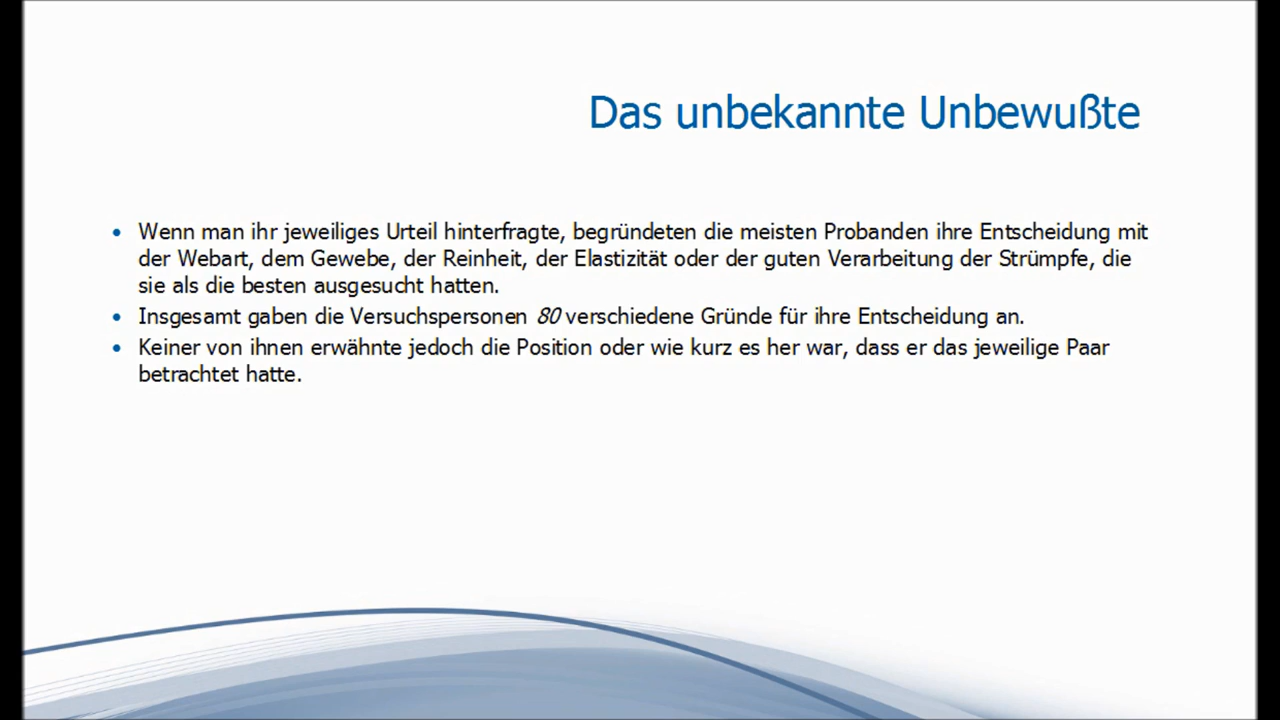 Das unbekannte Unbewußte
• Wenn man ihr jeweiliges Urteil hinterfragte, begründeten die meisten Probanden ihre Entscheidung mit
der Webart, dem Gewebe, der Reinheit, der Elastizität oder der guten Verarbeitung der Strümpfe, die
sie als die besten ausgesucht hatten.
• Insgesamt gaben die Versuchspersonen 80 verschiedene Gründe für ihre Entscheidung an.
• Keiner von ihnen erwähnte jedoch die Position oder wie kurz es her war, dass er das jeweilige Paar
betrachtet hatte.